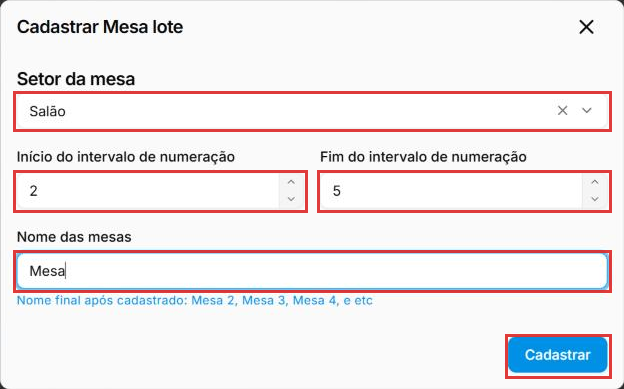 Cadastrar Mesa lote
Setor da mesa
Salão
Início do intervalo de numeração Fim do intervalo de numeração
2 5
Nome das mesas
Mesa
Nome final após cadastrado: Mesa 2, Mesa 3, Mesa 4, e etc
Cadastrar